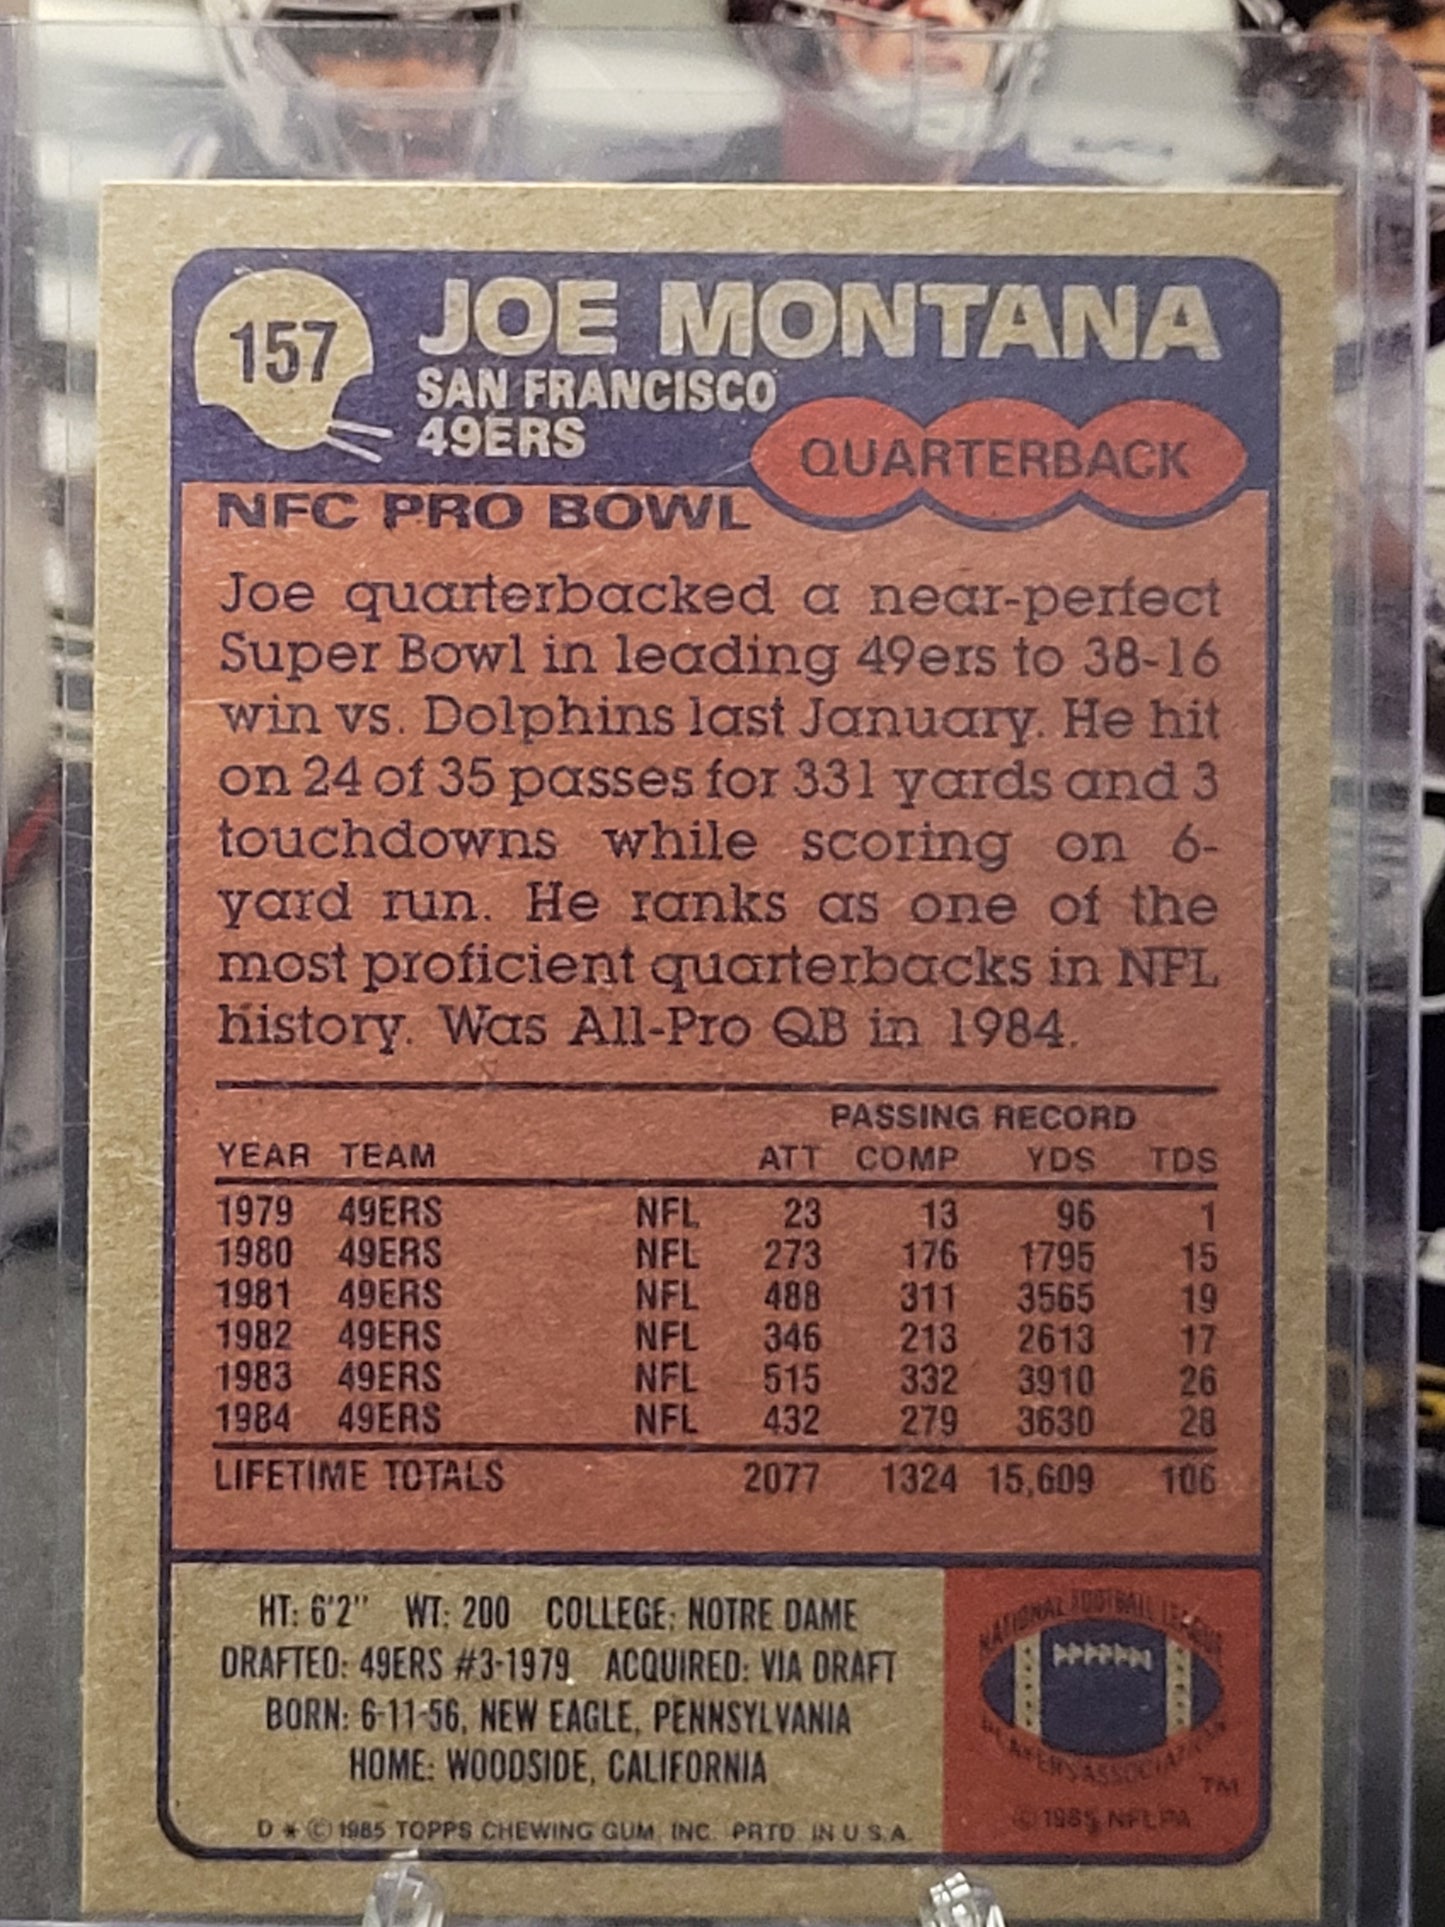 157
JOE MONTANA
SAN FRANCISCO
49ERS
QUARTERBACK
NFC PRO BOWL
Joe quarterbacked a near-perfect
Super Bowl in leading 49ers to 38-16
win vs. Dolphins last January. He hit
on 24 of 35 passes for 331 yards and 3
touchdowns while scoring on 6-
yard run. He ranks as one of the
most proficient quarterbacks in NFL
history. Was All-Pro QB in 1984.
PASSING RECORD
YEAR TEAM ATT COMP YDS TDS
1979 49ERS NFL 23 13 96 1
1980 49ERS NFL 273 176 1795 15
1981 49ERS NFL 488 311 3565 19
1982 49ERS NFL 346 213 2613 17
1983 49ERS NFL 515 332 3910 26
1984 49ERS NFL 432 279 3630 28
LIFETIME TOTALS 2077 1324 15,609 106
HT: 6'2" WT: 200 COLLEGE: NOTRE DAME
DRAFTED: 49ERS #3-1979 ACQUIRED: VIA DRAFT
BORN: 6-11-56, NEW EAGLE, PENNSYLVANIA
HOME: WOODSIDE, CALIFORNIA
D * © 1985 TOPPS CHEWING GUM, INC. PRTD. IN U.S.A.
NATIONAL FOOTBALL LEAGUE
PLAYERS ASSOCIATION
TM
© 1985 NFLPA